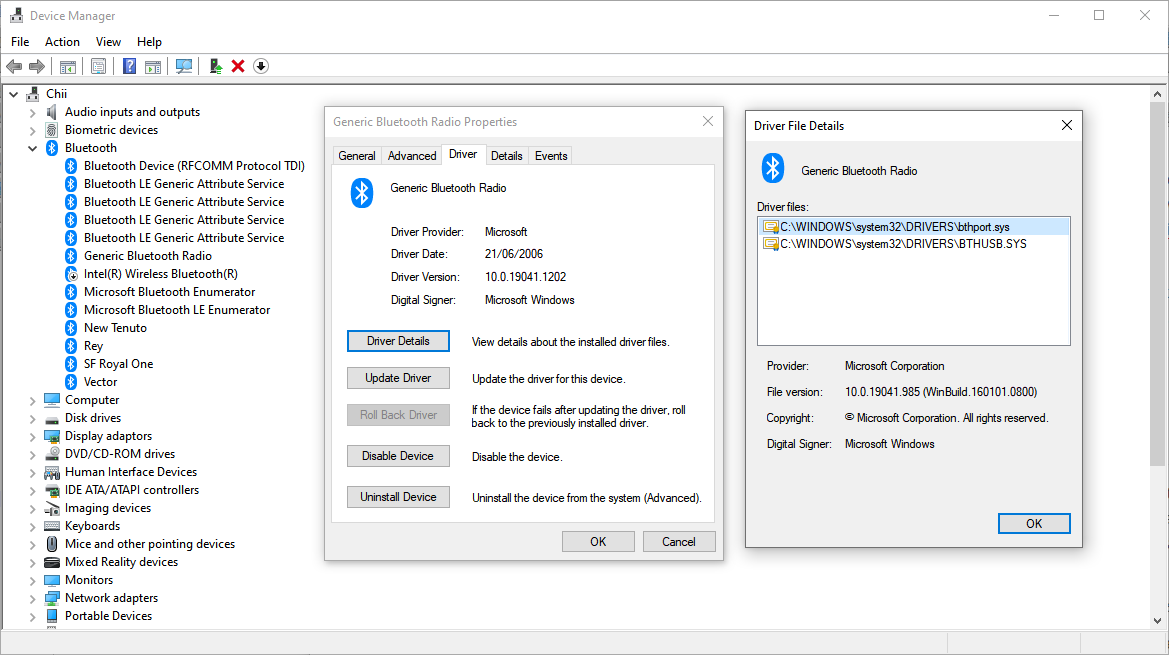 Device Manager
File Action View Help
Chii
Audio inputs and outputs
Biometric devices
Bluetooth
Bluetooth Device (RFCOMM Protocol TDI)
Bluetooth LE Generic Attribute Service
Bluetooth LE Generic Attribute Service
Bluetooth LE Generic Attribute Service
Bluetooth LE Generic Attribute Service
Generic Bluetooth Radio
Intel(R) Wireless Bluetooth(R)
Microsoft Bluetooth Enumerator
Microsoft Bluetooth LE Enumerator
New Tenuto
Rey
SF Royal One
Vector
Computer
Disk drives
Display adaptors
DVD/CD-ROM drives
Human Interface Devices
IDE ATA/ATAPI controllers
Imaging devices
Keyboards
Mice and other pointing devices
Mixed Reality devices
Monitors
Network adapters
Portable Devices
Generic Bluetooth Radio Properties
General Advanced Driver Details Events
Generic Bluetooth Radio
Driver Provider: Microsoft
Driver Date: 21/06/2006
Driver Version: 10.0.19041.1202
Digital Signer: Microsoft Windows
Driver Details View details about the installed driver files.
Update Driver Update the driver for this device.
Roll Back Driver If the device fails after updating the driver, roll
back to the previously installed driver.
Disable Device Disable the device.
Uninstall Device Uninstall the device from the system (Advanced).
OK Cancel
Driver File Details
Generic Bluetooth Radio
Driver files:
C:\WINDOWS\system32\DRIVERS\bthport.sys
C:\WINDOWS\system32\DRIVERS\BTHUSB.SYS
Provider: Microsoft Corporation
File version: 10.0.19041.985 (WinBuild.160101.0800)
Copyright: © Microsoft Corporation. All rights reserved.
Digital Signer: Microsoft Windows
OK